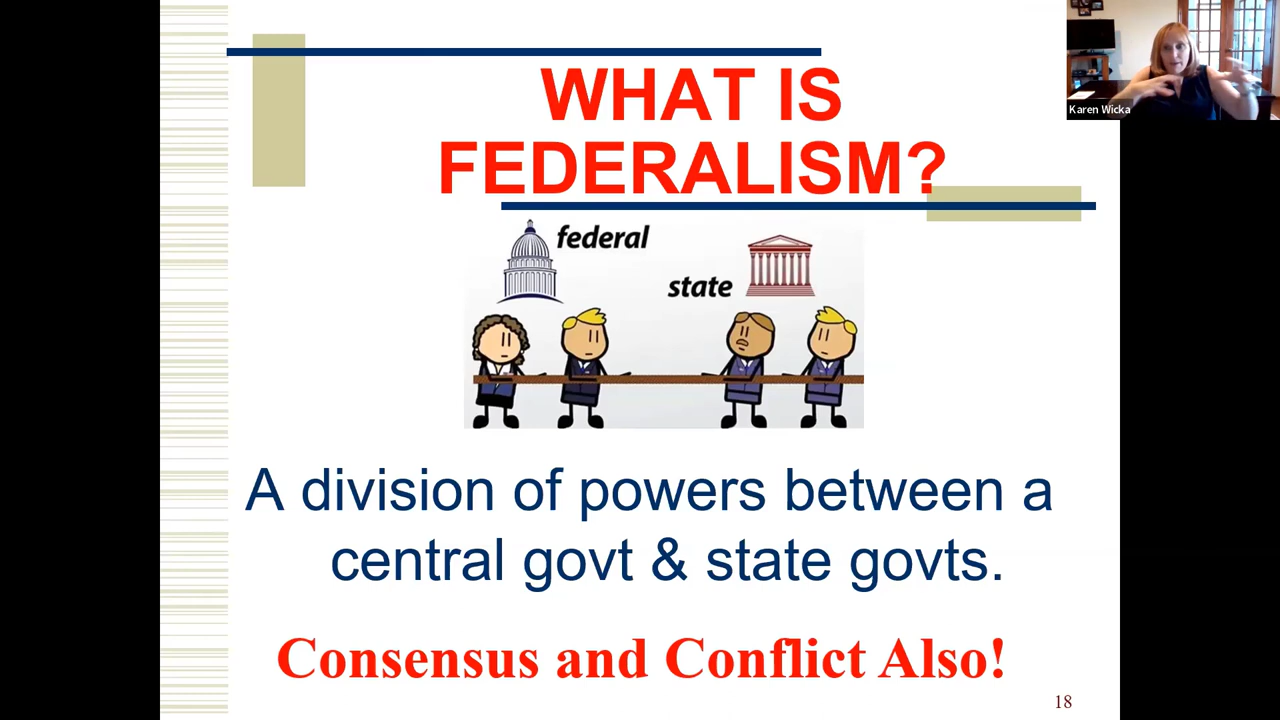 WHAT IS
FEDERALISM?
federal
state
A division of powers between a
central govt & state govts.
Consensus and Conflict Also!
18
Karen Wicka